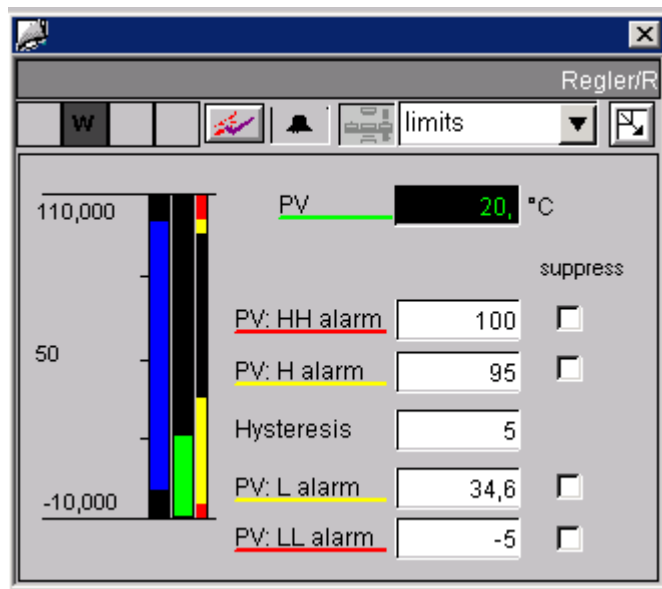 Regler/R
W
limits
110,000
PV
20,
°C
suppress
PV: HH alarm
100
50
PV: H alarm
95
Hysteresis
5
PV: L alarm
34,6
-10,000
PV: LL alarm
-5